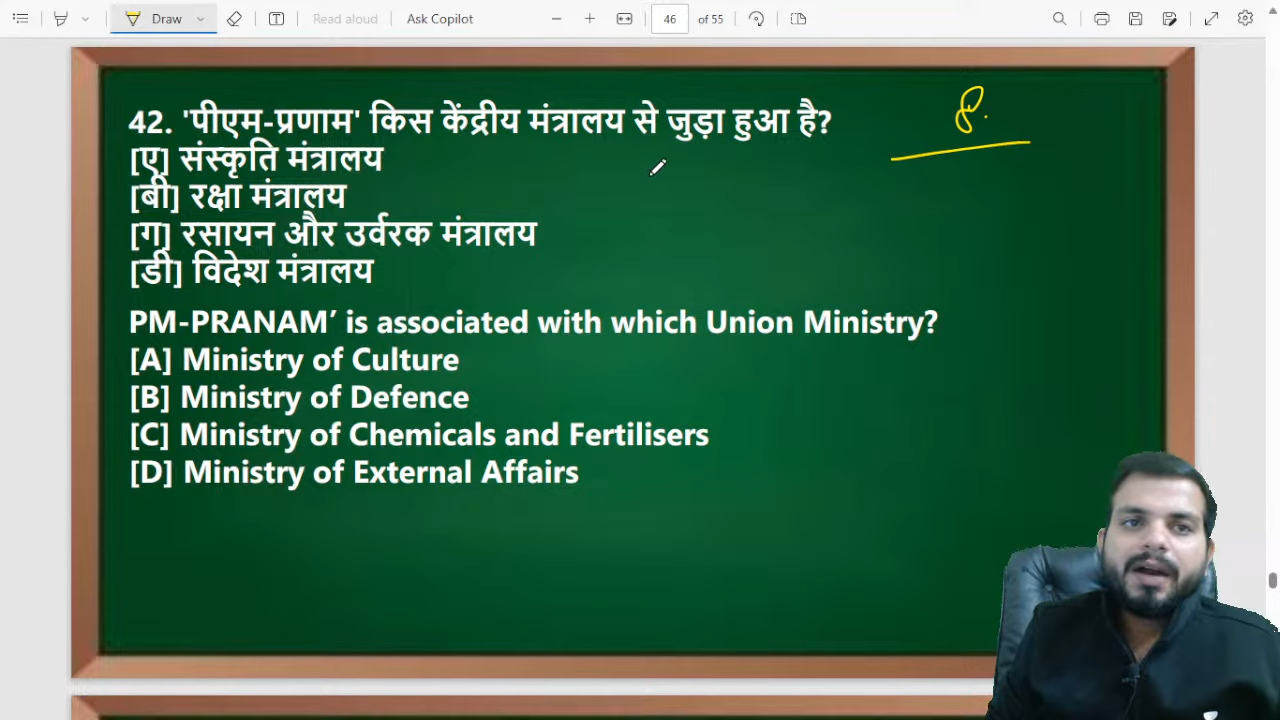 Draw
Read aloud
Ask Copilot
46
of 55
42. 'पीएम-प्रणाम' किस केंद्रीय मंत्रालय से जुड़ा हुआ है?
[ए] संस्कृति मंत्रालय
[बी] रक्षा मंत्रालय
[ग] रसायन और उर्वरक मंत्रालय
[डी] विदेश मंत्रालय
PM-PRANAM’ is associated with which Union Ministry?
[A] Ministry of Culture
[B] Ministry of Defence
[C] Ministry of Chemicals and Fertilisers
[D] Ministry of External Affairs